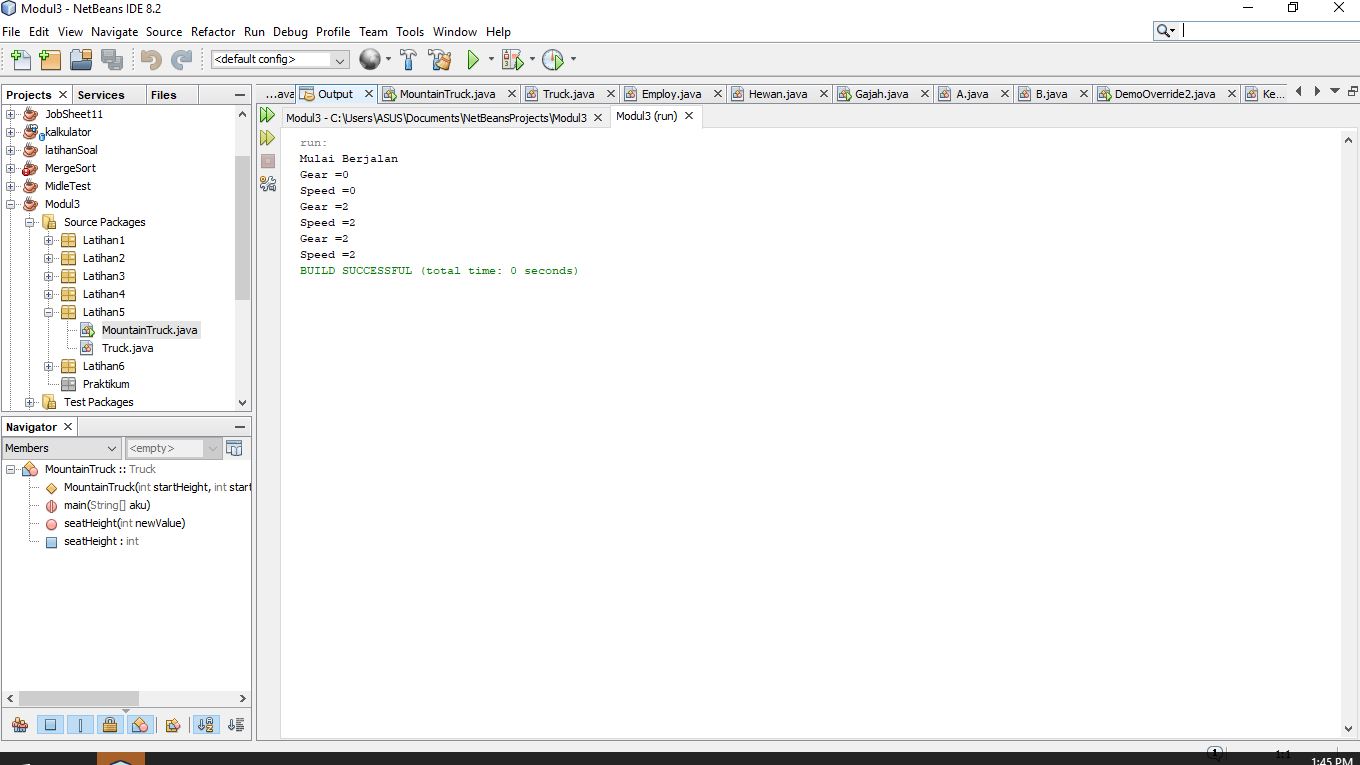 Modul3 - NetBeans IDE 8.2
File Edit View Navigate Source Refactor Run Debug Profile Team Tools Window Help
<default config>
Projects Services Files
...ava Output MountainTruck.java Truck.java Employ.java Hewan.java Gajah.java A.java B.java DemoOverride2.java Ke...
JobSheet11
kalkulator
latihanSoal
MergeSort
MidleTest
Modul3
Source Packages
Latihan1
Latihan2
Latihan3
Latihan4
Latihan5
MountainTruck.java
Truck.java
Latihan6
Praktikum
Test Packages
Modul3 - C:\Users\ASUS\Documents\NetBeansProjects\Modul3 Modul3 (run)
run:
Mulai Berjalan
Gear =0
Speed =0
Gear =2
Speed =2
Gear =2
Speed =2
BUILD SUCCESSFUL (total time: 0 seconds)
Navigator
Members <empty>
MountainTruck :: Truck
MountainTruck(int startHeight, int start
main(String[] aku)
seatHeight(int newValue)
seatHeight : int
1:1
1:45 PM